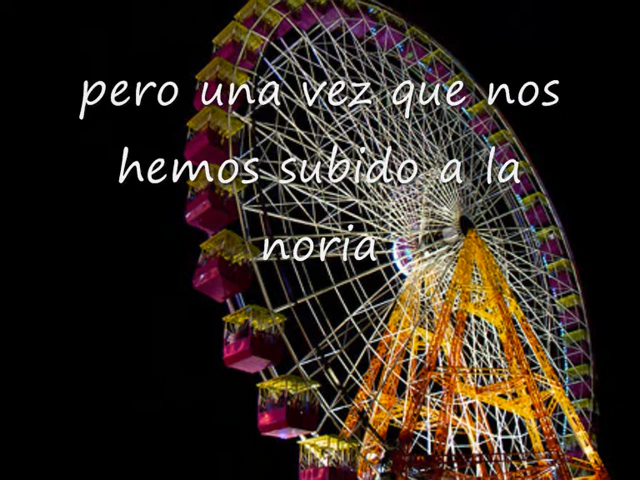 pero una vez que nos
hemos subido a la
noria